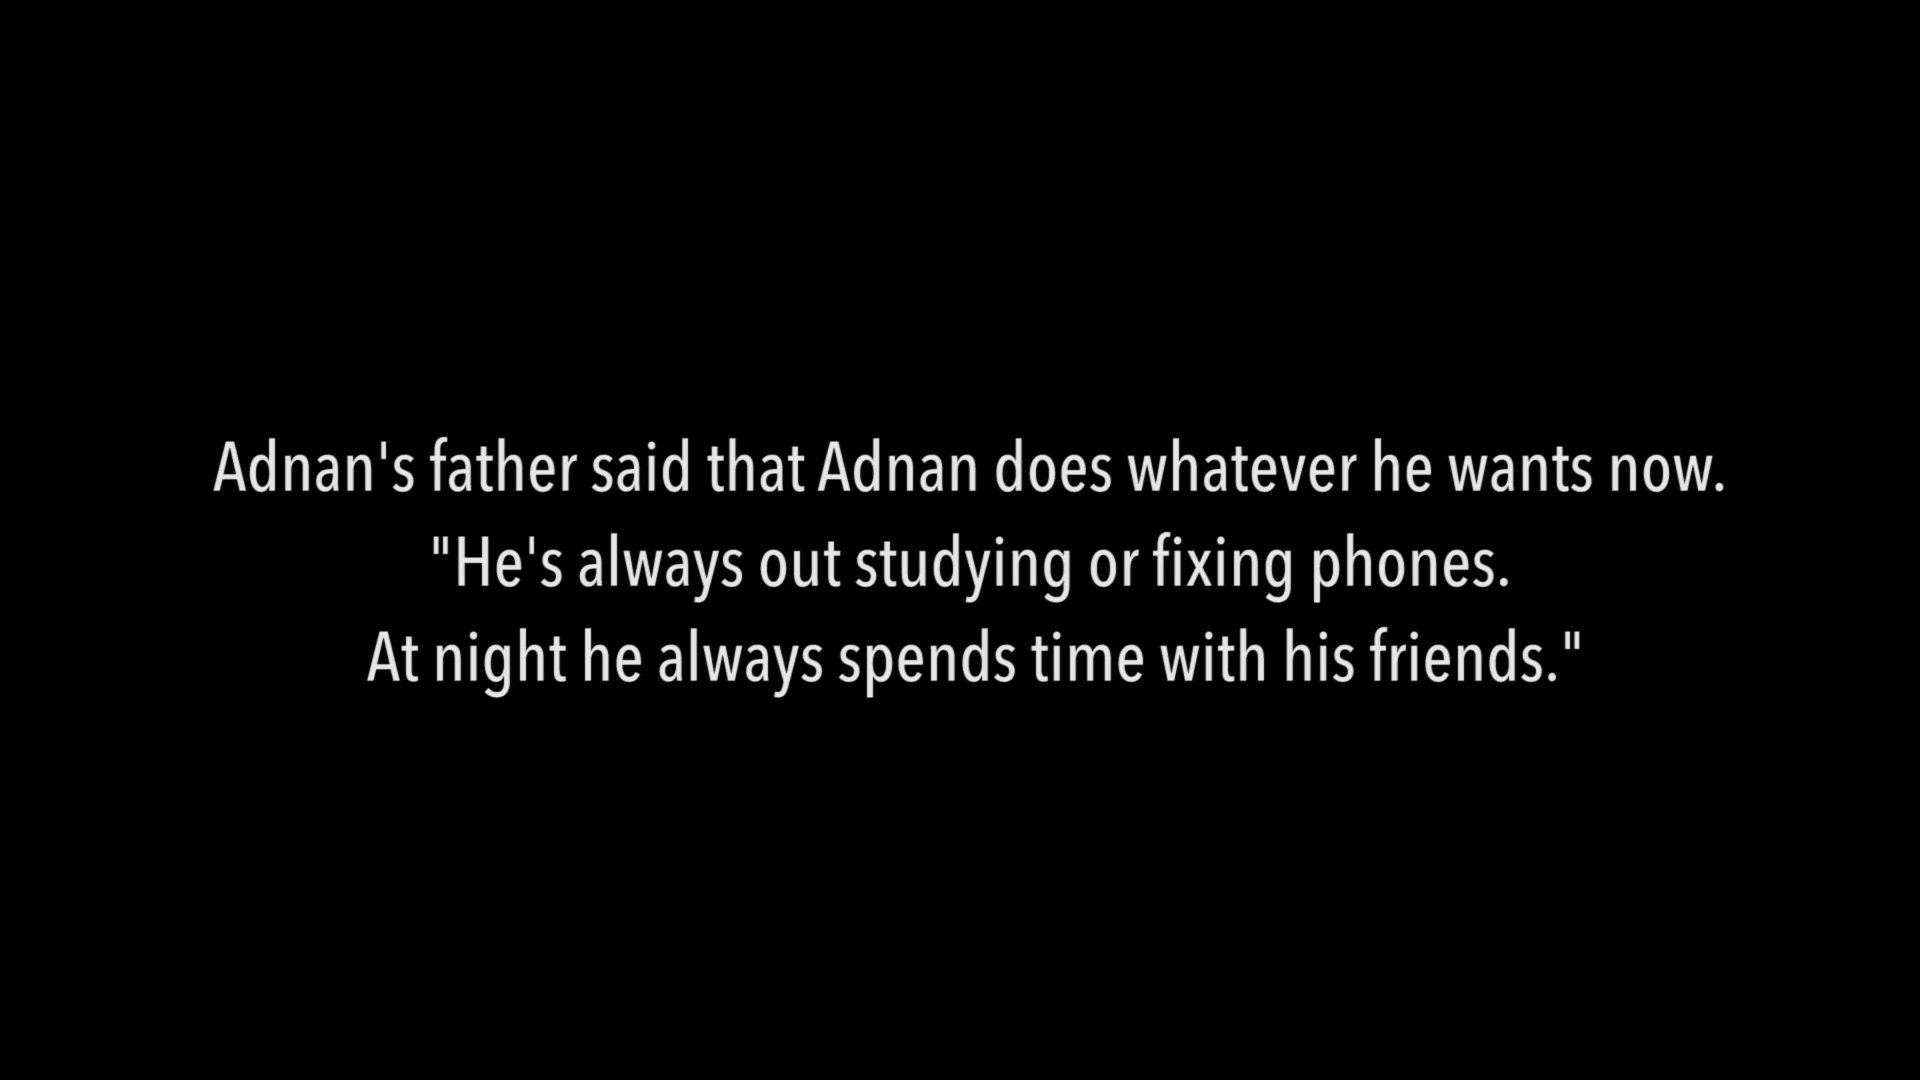 Adnan's father said that Adnan does whatever he wants now.
"He's always out studying or fixing phones.
At night he always spends time with his friends."